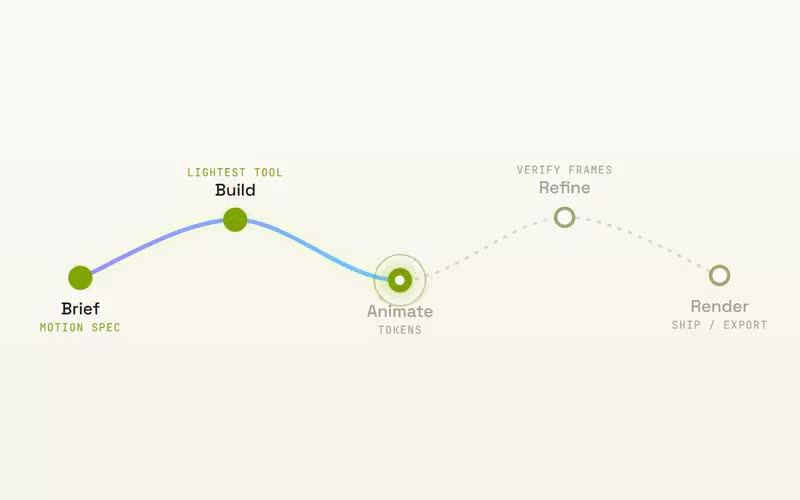 Brief
MOTION SPEC
LIGHTEST TOOL
Build
Animate
TOKENS
VERIFY FRAMES
Refine
Render
SHIP / EXPORT